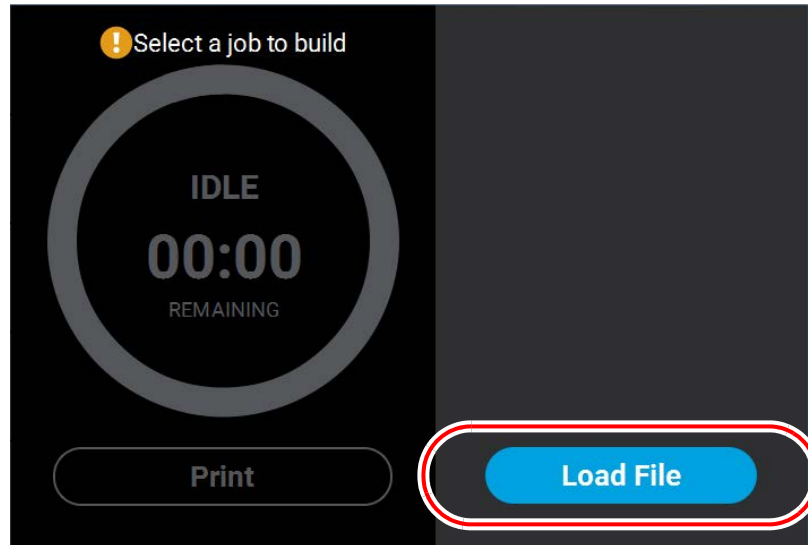 Select a job to build
IDLE
00:00
REMAINING
Print
Load File